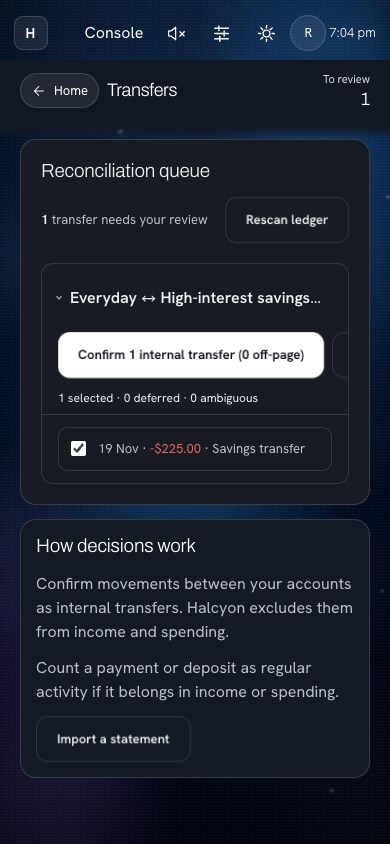 H
Console
R
7:04 pm
Home
Transfers
To review
1
Reconciliation queue
1 transfer needs your review
Rescan ledger
Everyday ↔ High-interest savings...
Confirm 1 internal transfer (0 off-page)
1 selected · 0 deferred · 0 ambiguous
19 Nov · -$225.00 · Savings transfer
How decisions work
Confirm movements between your accounts
as internal transfers. Halcyon excludes them
from income and spending.
Count a payment or deposit as regular
activity if it belongs in income or spending.
Import a statement